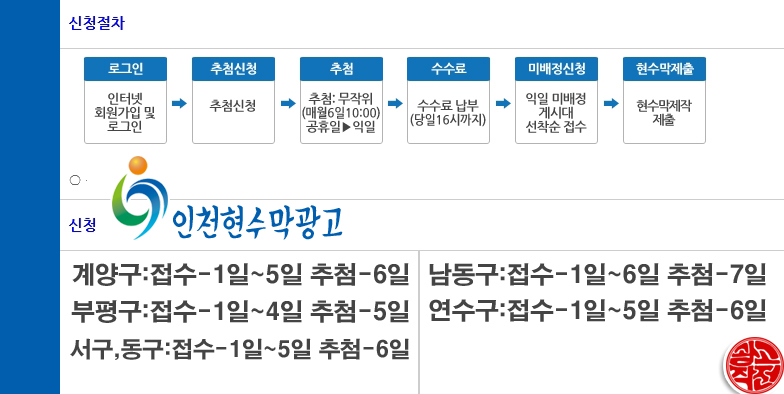 신청절차
로그인
인터넷
회원가입 및
로그인
추첨신청
추첨신청
추첨
추첨: 무작위
(매월6일10:00)
공휴일▶익일
수수료
수수료 납부
(당일16시까지)
미배정신청
익일 미배정
게시대
선착순 접수
현수막제출
현수막제작
제출
신청
인천현수막광고
계양구:접수-1일~5일 추첨-6일
부평구:접수-1일~4일 추첨-5일
서구,동구:접수-1일~5일 추첨-6일
남동구:접수-1일~6일 추첨-7일
연수구:접수-1일~5일 추첨-6일